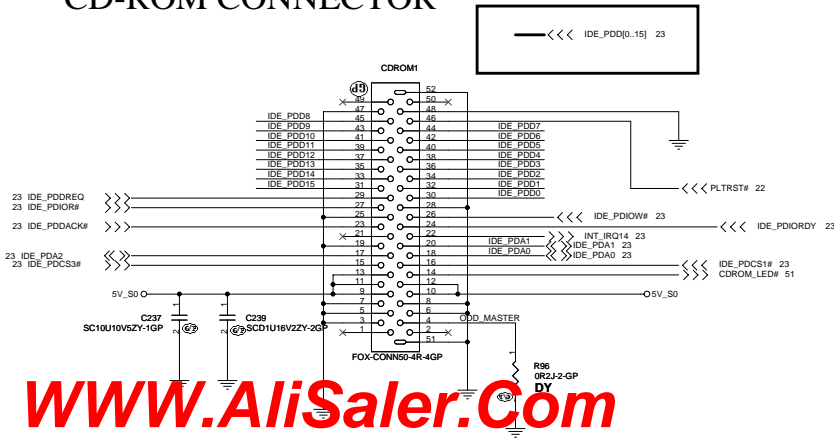 CD-ROM CONNECTOR
IDE_PDD[0..15] 23
CDROM1
GP
52
49 50
47 48
IDE_PDD8 45 46
IDE_PDD9 43 44 IDE_PDD7
IDE_PDD10 41 42 IDE_PDD6
IDE_PDD11 39 40 IDE_PDD5
IDE_PDD12 37 38 IDE_PDD4
IDE_PDD13 35 36 IDE_PDD3
IDE_PDD14 33 34 IDE_PDD2
IDE_PDD15 31 32 IDE_PDD1
23 IDE_PDDREQ 29 30 IDE_PDD0
PLTRST# 22
23 IDE_PDIOR# 27 28
25 26 IDE_PDIOW# 23
23 IDE_PDDACK# 23 24 IDE_PDIORDY 23
21 22 INT_IRQ14 23
19 20 IDE_PDA1 IDE_PDA1 23
23 IDE_PDA2 17 18 IDE_PDA0 IDE_PDA0 23
23 IDE_PDCS3# 15 16 IDE_PDCS1# 23
13 14 CDROM_LED# 51
11 12
5V_S0 9 10 5V_S0
7 8
5 6
3 4 ODD_MASTER
1 2
51
C237
SC10U10V5ZY-1GP
1
2
C239
SCD1U16V2ZY-2GP
1
2
FOX-CONN50-4R-4GP
1
R96
0R2J-2-GP
DY
WWW.AliSaler.Com